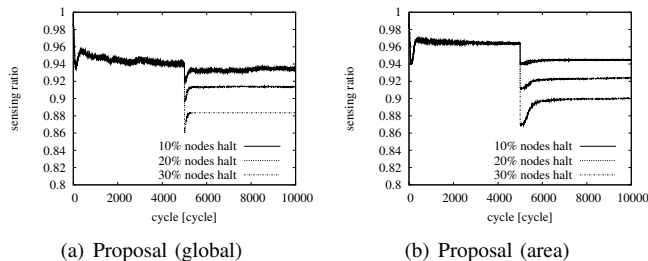 sensing ratio
1
0.98
0.96
0.94
0.92
0.9
0.88
0.86
0.84
0.82
0.8
10% nodes halt
20% nodes halt
30% nodes halt
0 2000 4000 6000 8000 10000
cycle [cycle]
(a) Proposal (global)
sensing ratio
1
0.98
0.96
0.94
0.92
0.9
0.88
0.86
0.84
0.82
0.8
10% nodes halt
20% nodes halt
30% nodes halt
0 2000 4000 6000 8000 10000
cycle [cycle]
(b) Proposal (area)